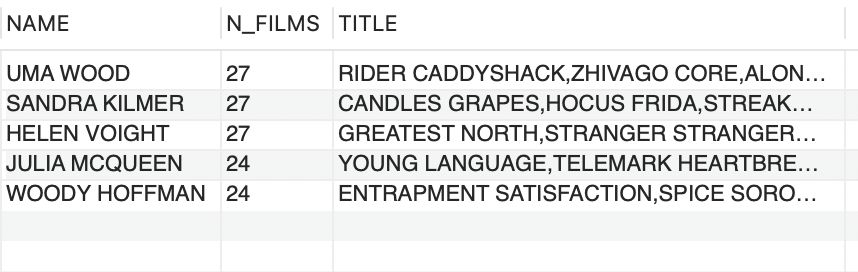 NAME N_FILMS TITLE
UMA WOOD 27 RIDER CADDYSHACK,ZHIVAGO CORE,ALON...
SANDRA KILMER 27 CANDLES GRAPES,HOCUS FRIDA,STREAK...
HELEN VOIGHT 27 GREATEST NORTH,STRANGER STRANGER...
JULIA MCQUEEN 24 YOUNG LANGUAGE,TELEMARK HEARTBRE...
WOODY HOFFMAN 24 ENTRAPMENT SATISFACTION,SPICE SORO...